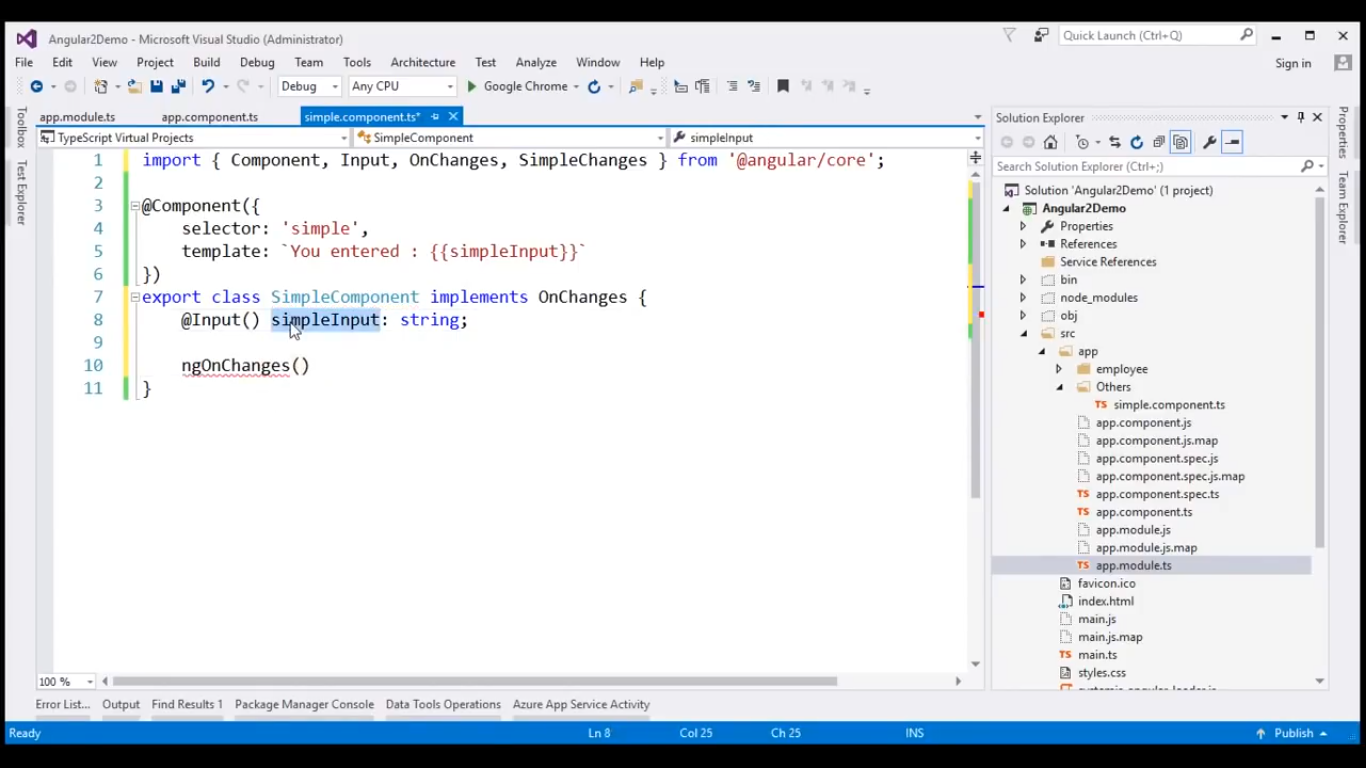 Angular2Demo - Microsoft Visual Studio (Administrator)
Quick Launch (Ctrl+Q)
File Edit View Project Build Debug Team Tools Architecture Test Analyze Window Help
Sign in
Debug Any CPU Google Chrome
Toolbox
Test Explorer
app.module.ts app.component.ts simple.component.ts*
TypeScript Virtual Projects SimpleComponent simpleInput
1 import { Component, Input, OnChanges, SimpleChanges } from '@angular/core';
2
3 @Component({
4 selector: 'simple',
5 template: `You entered : {{simpleInput}}`
6 })
7 export class SimpleComponent implements OnChanges {
8 @Input() simpleInput: string;
9
10 ngOnChanges()
11 }
100 %
Solution Explorer
Search Solution Explorer (Ctrl+;)
Solution 'Angular2Demo' (1 project)
Angular2Demo
Properties
References
Service References
bin
node_modules
obj
src
app
employee
Others
TS simple.component.ts
app.component.js
app.component.js.map
app.component.spec.js
app.component.spec.js.map
TS app.component.spec.ts
TS app.component.ts
app.module.js
app.module.js.map
TS app.module.ts
favicon.ico
index.html
main.js
main.js.map
TS main.ts
styles.css
Properties
Team Explorer
Error List... Output Find Results 1 Package Manager Console Data Tools Operations Azure App Service Activity
Ready Ln 8 Col 25 Ch 25 INS Publish